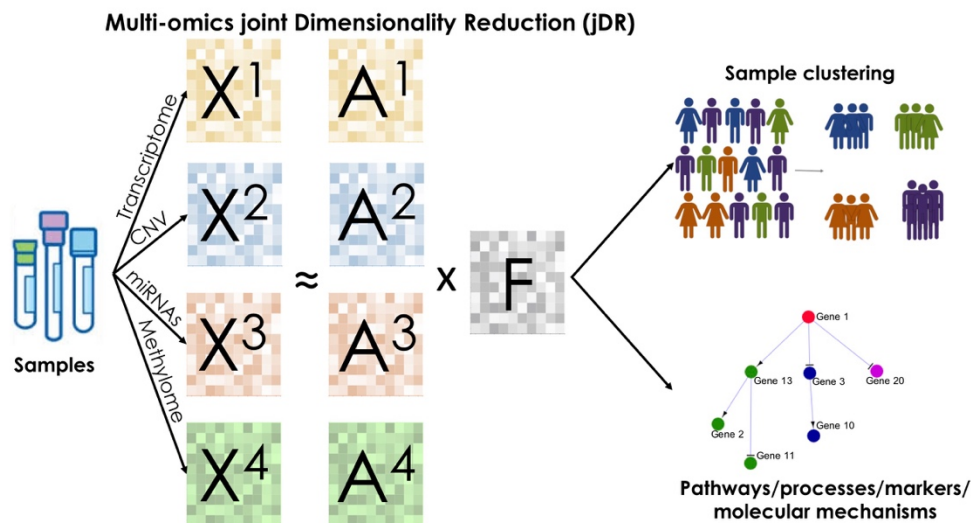 Multi-omics joint Dimensionality Reduction (jDR)
Samples
Transcriptome
CNV
miRNAs
Methylome
X1
X2
X3
X4
≈
A1
A2
A3
A4
x
F
Sample clustering
Gene 1
Gene 13
Gene 3
Gene 20
Gene 2
Gene 10
Gene 11
Pathways/processes/markers/
molecular mechanisms